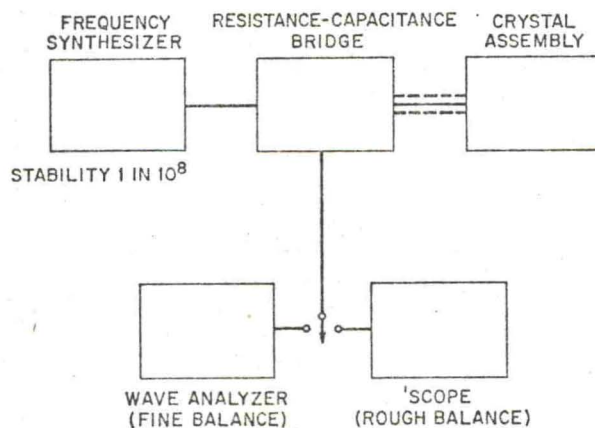 FREQUENCY
SYNTHESIZER
RESISTANCE-CAPACITANCE
BRIDGE
CRYSTAL
ASSEMBLY
STABILITY 1 IN 10⁸
WAVE ANALYZER
(FINE BALANCE)
'SCOPE
(ROUGH BALANCE)